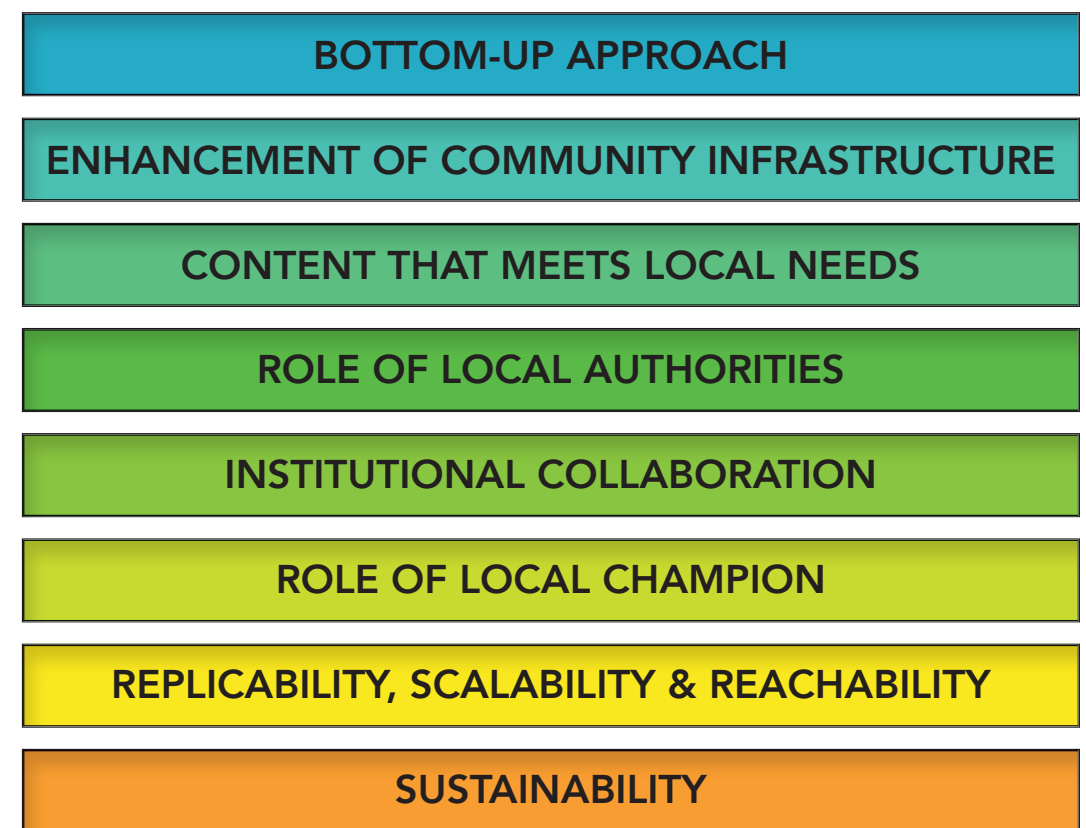 BOTTOM-UP APPROACH
ENHANCEMENT OF COMMUNITY INFRASTRUCTURE
CONTENT THAT MEETS LOCAL NEEDS
ROLE OF LOCAL AUTHORITIES
INSTITUTIONAL COLLABORATION
ROLE OF LOCAL CHAMPION
REPLICABILITY, SCALABILITY & REACHABILITY
SUSTAINABILITY